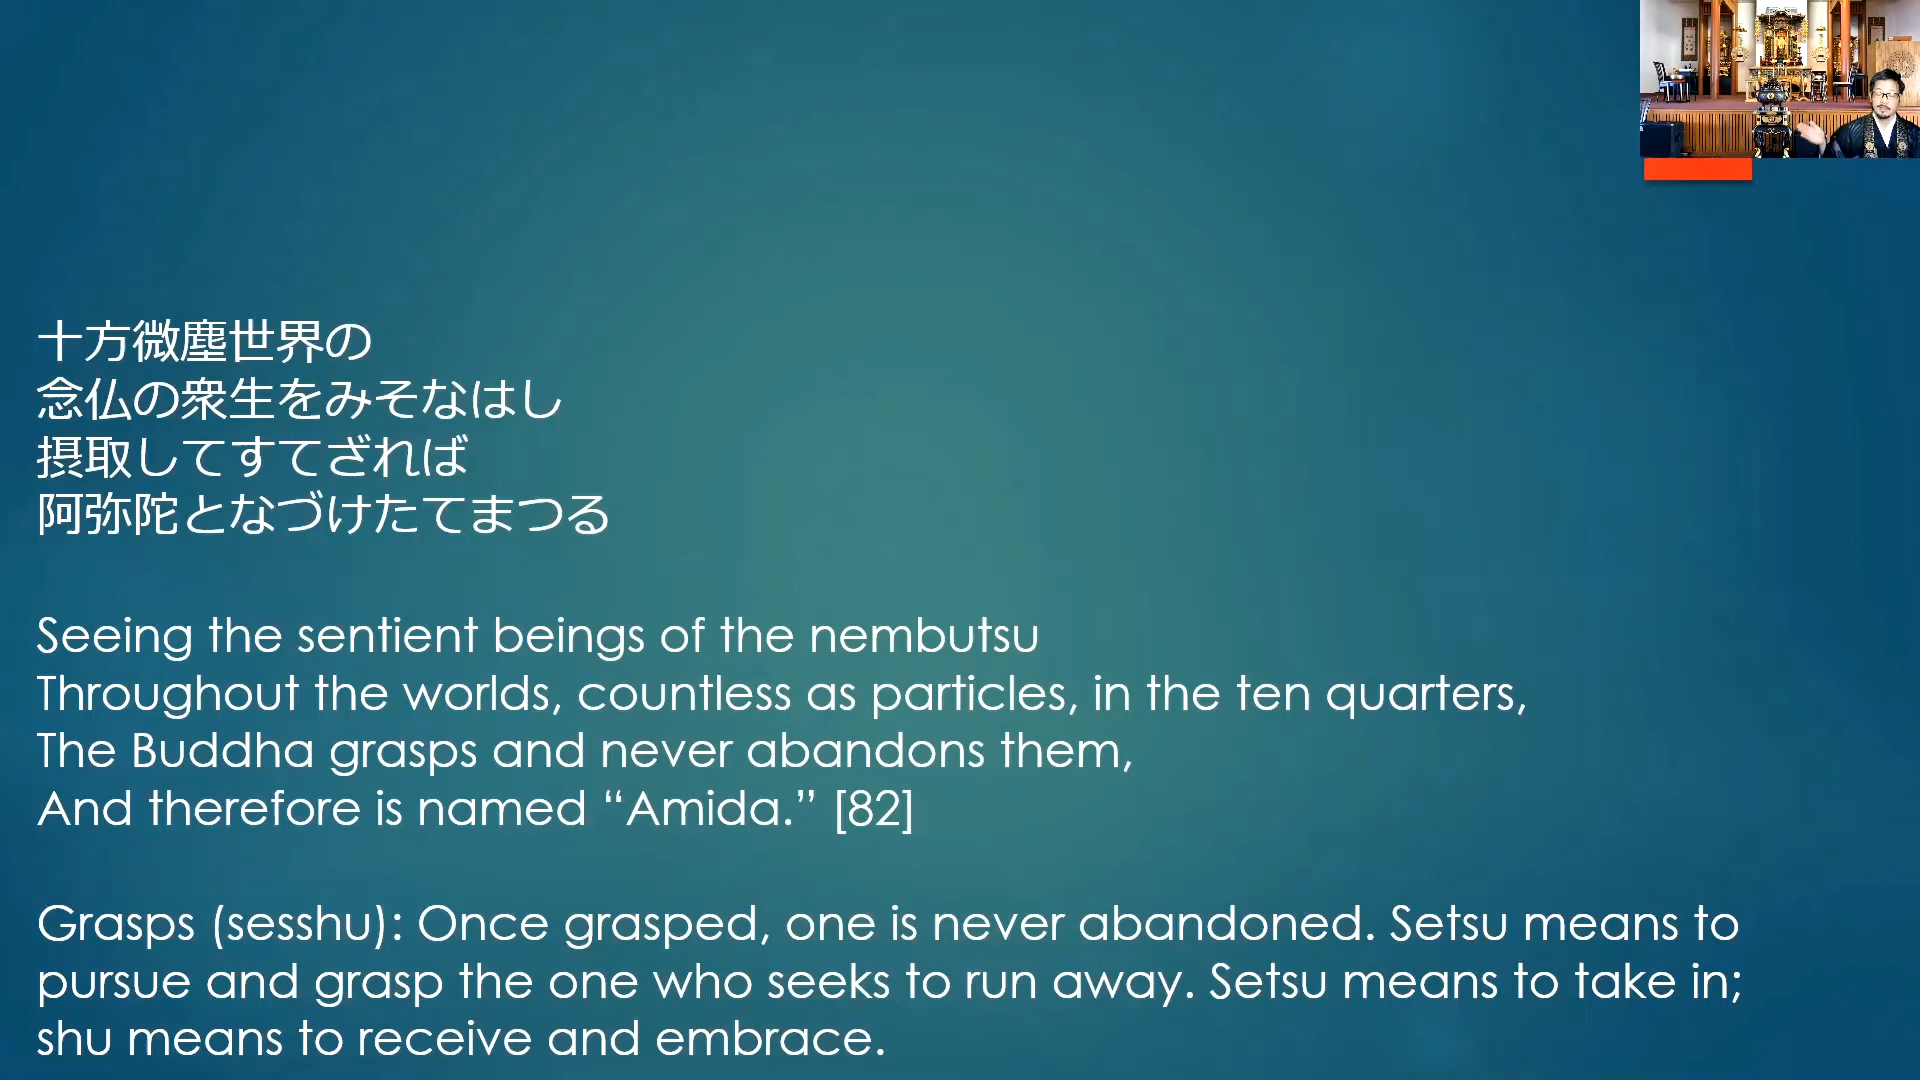 十方微塵世界の
念仏の衆生をみそなはし
摂取してすてざれば
阿弥陀となづけたてまつる
Seeing the sentient beings of the nembutsu
Throughout the worlds, countless as particles, in the ten quarters,
The Buddha grasps and never abandons them,
And therefore is named “Amida.” [82]
Grasps (sesshu): Once grasped, one is never abandoned. Setsu means to
pursue and grasp the one who seeks to run away. Setsu means to take in;
shu means to receive and embrace.